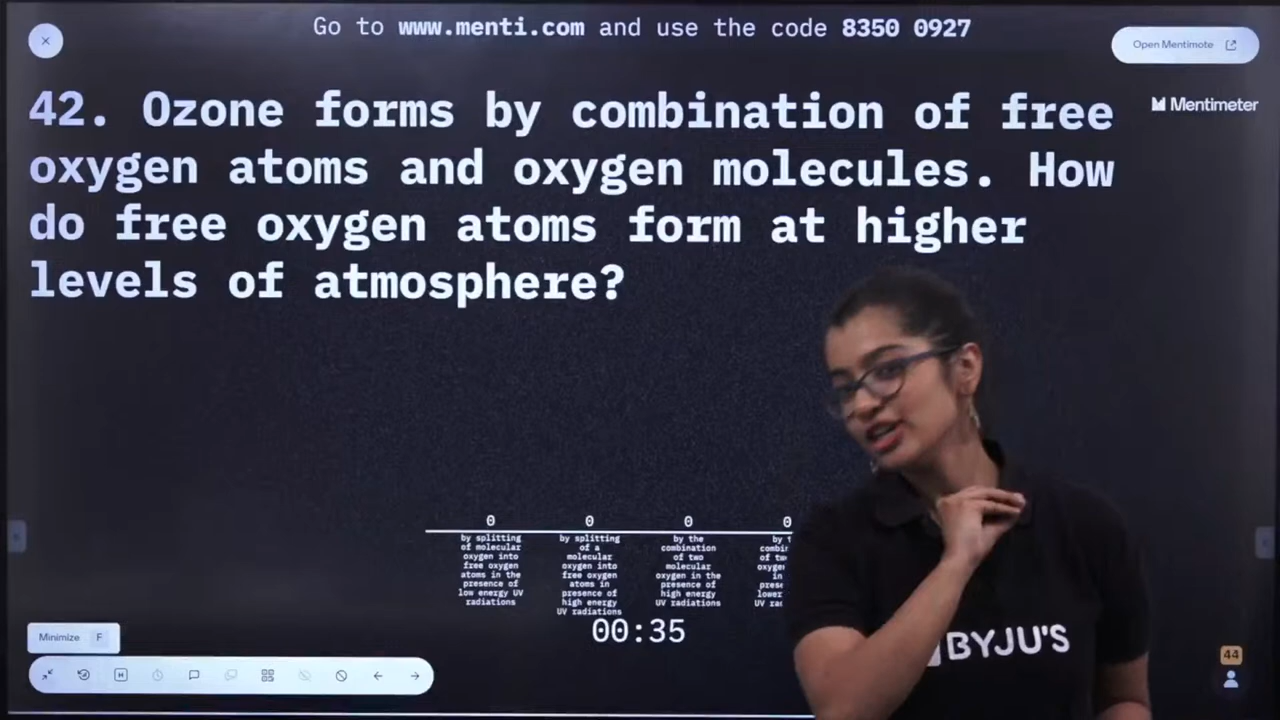 Go to www.menti.com and use the code 8350 0927
Open Mentimote
Mentimeter
42. Ozone forms by combination of free
oxygen atoms and oxygen molecules. How
do free oxygen atoms form at higher
levels of atmosphere?
0
by splitting
of molecular
oxygen into
free oxygen
atoms in the
presence of
low energy UV
radiations
0
by splitting
of a
molecular
oxygen into
free oxygen
atoms in
presence of
high energy
UV radiations
0
by the
combination
of two
molecular
oxygen in the
presence of
high energy
UV radiations
0
00:35
Minimize F
H
BYJU'S
44